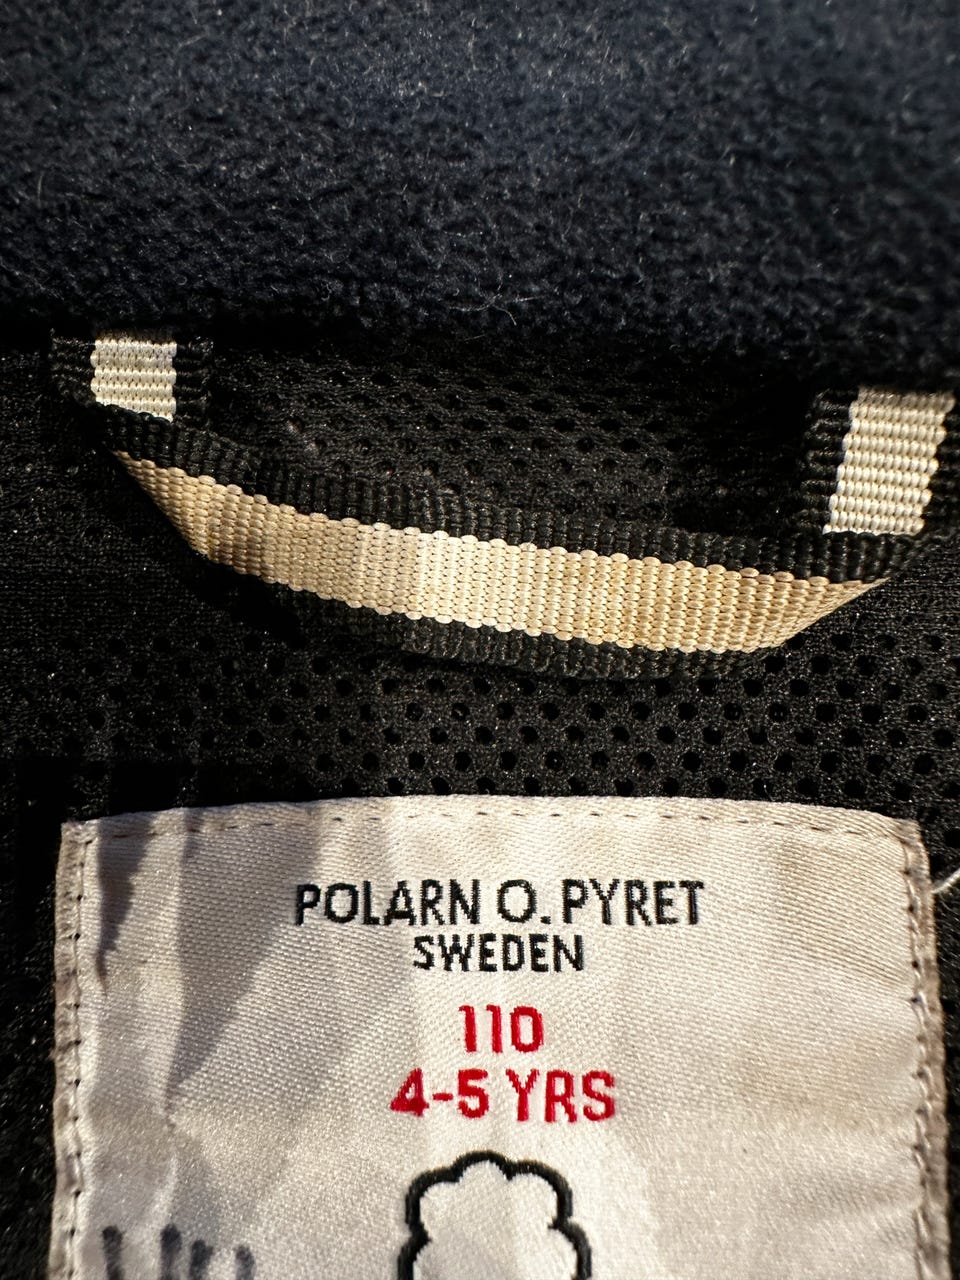 POLARN O. PYRET
SWEDEN
110
4-5 YRS